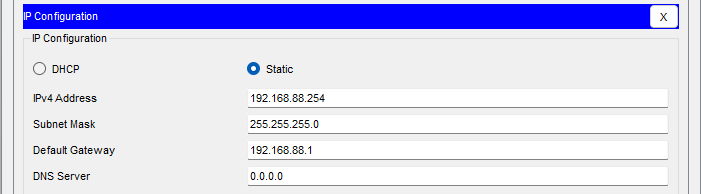 IP Configuration X
IP Configuration
DHCP Static
IPv4 Address 192.168.88.254
Subnet Mask 255.255.255.0
Default Gateway 192.168.88.1
DNS Server 0.0.0.0